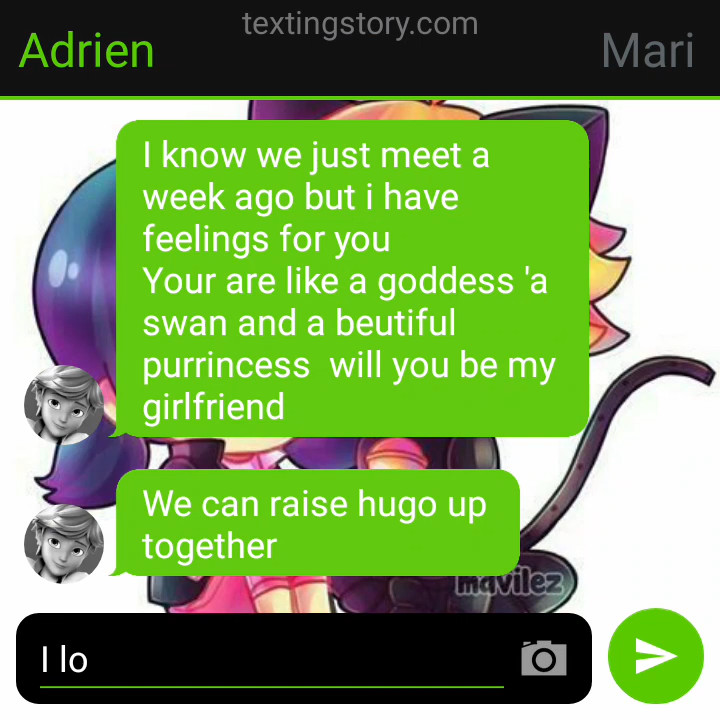 textingstory.com
Adrien
Mari
I know we just meet a
week ago but i have
feelings for you
Your are like a goddess 'a
swan and a beutiful
purrincess  will you be my
girlfriend
We can raise hugo up
together
mavilez
I lo